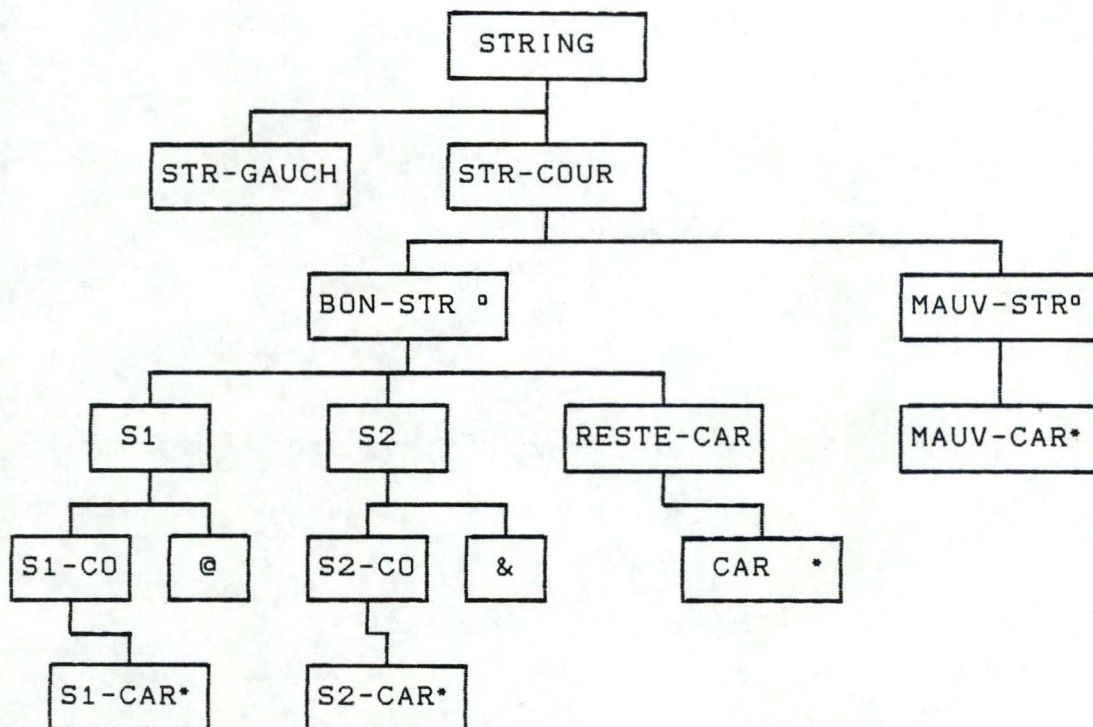 STRING
STR-GAUCH STR-COUR
BON-STR º MAUV-STRº
S1 S2 RESTE-CAR MAUV-CAR*
S1-CO @ S2-CO & CAR *
S1-CAR* S2-CAR*